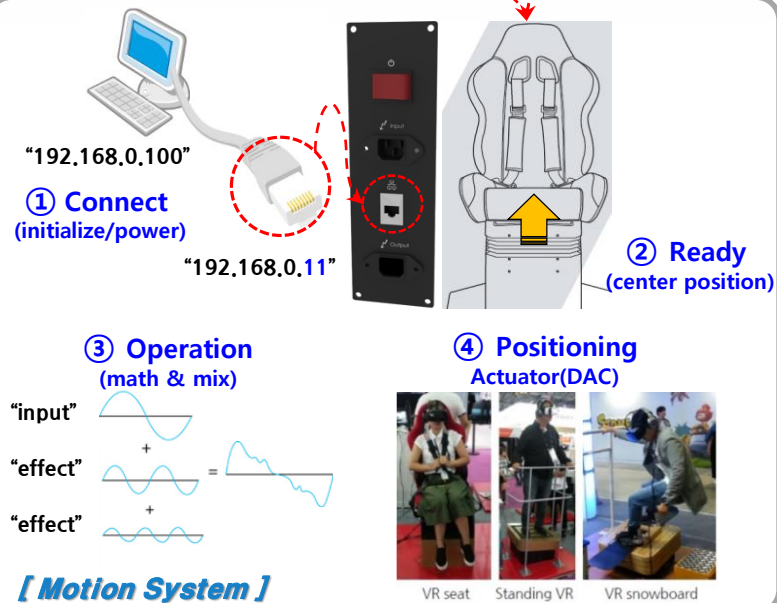 “192.168.0.100”
① Connect
(initialize/power)
“192.168.0.11”
Input
Output
② Ready
(center position)
③ Operation
(math & mix)
“input”
+
“effect”
=
+
“effect”
④ Positioning
Actuator(DAC)
[ Motion System ]
VR seat
Standing VR
VR snowboard